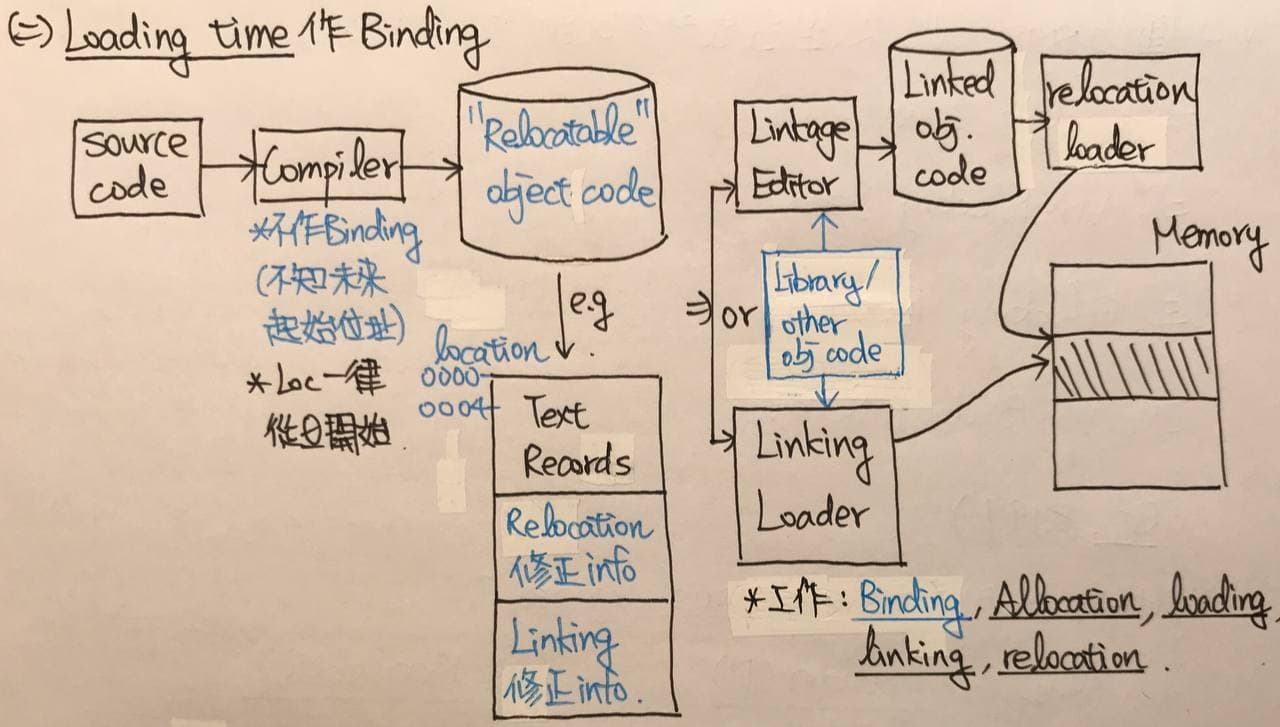 (二) Loading time 作 Binding
source
code
Compiler
*不作Binding
(不知未來
起始位址)
*Loc一律
從0開始.
"Relocatable"
object code
e.g.
location
0000
0004
Text
Records
Relocation
修正info
Linking
修正info.
⇒ or
Linkage
Editor
Library/
other
obj code
Linking
Loader
Linked
obj.
code
relocation
loader
Memory
*工作: Binding, Allocation, loading,
linking, relocation.